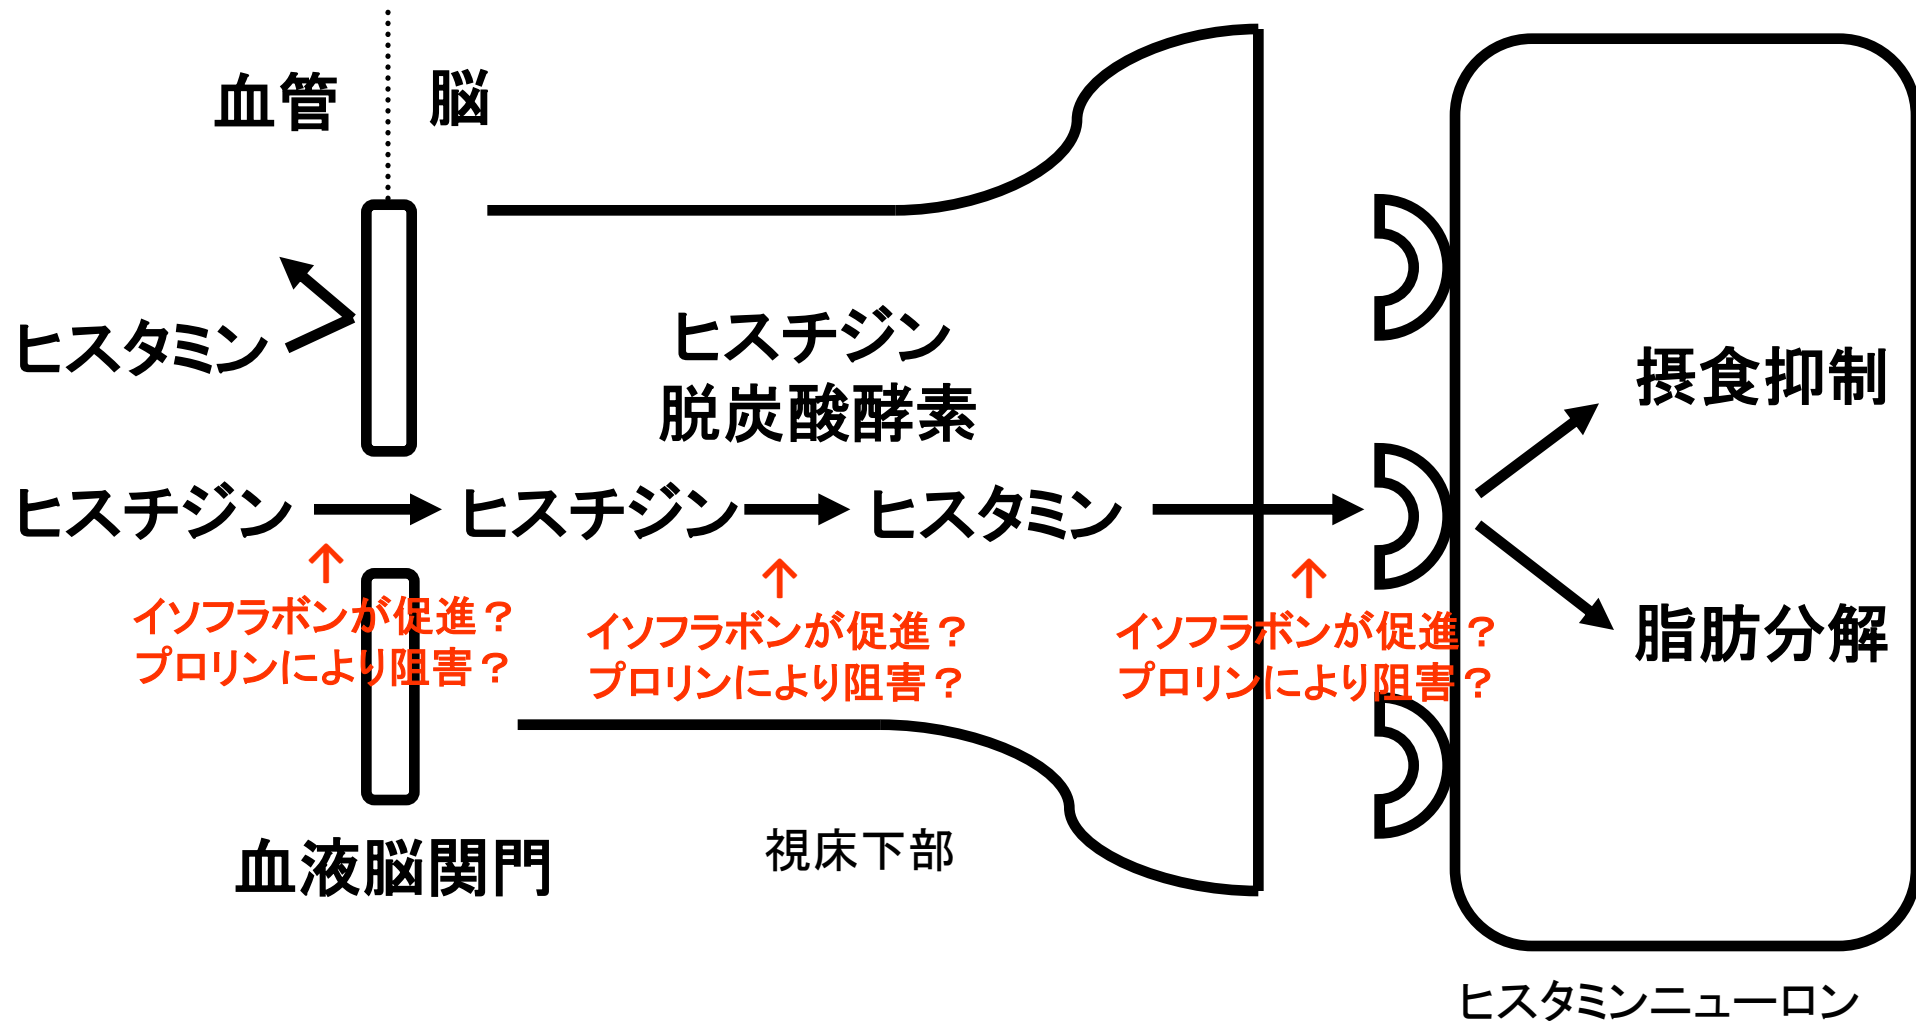 血管
脳
ヒスタミン
ヒスチジン
脱炭酸酵素
ヒスチジン
ヒスチジン
ヒスタミン
摂食抑制
脂肪分解
↑
イソフラボンが促進？
プロリンにより阻害？
↑
イソフラボンが促進？
プロリンにより阻害？
↑
イソフラボンが促進？
プロリンにより阻害？
血液脳関門
視床下部
ヒスタミンニューロン